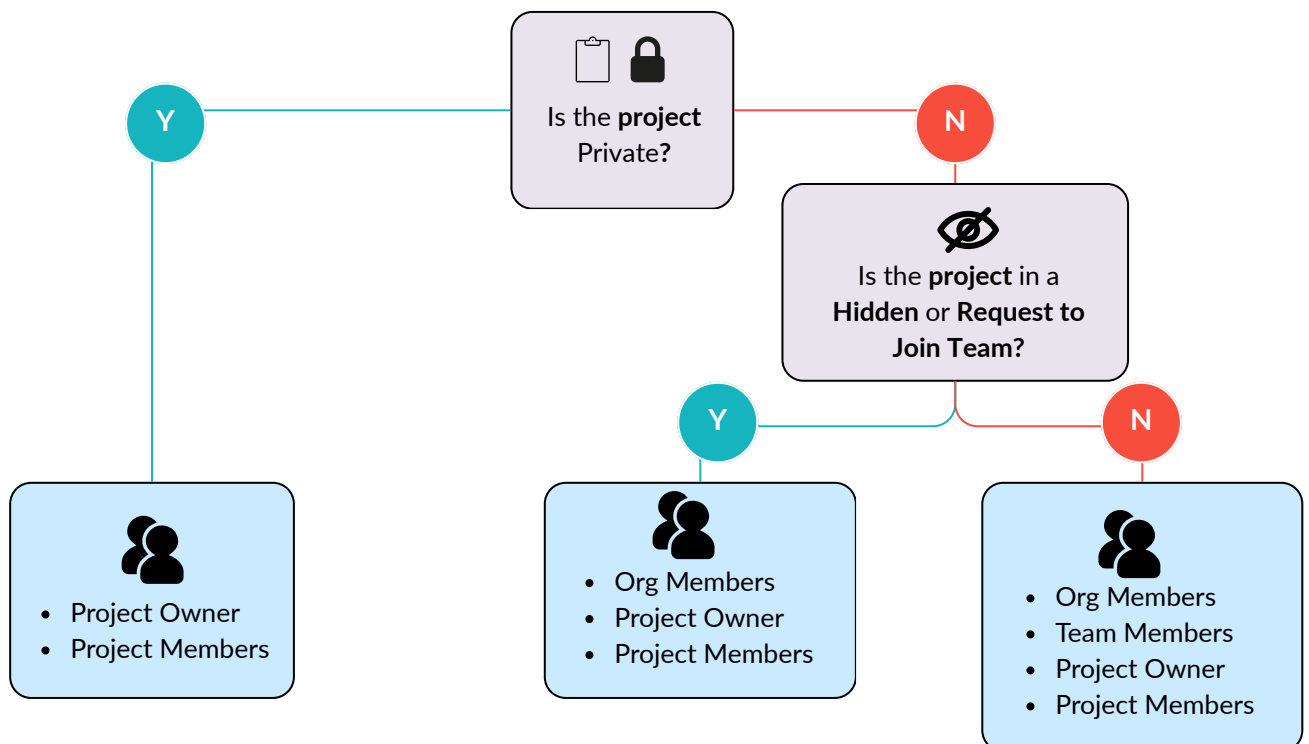 Is the project
Private?
Y
N
Is the project in a
Hidden or Request to
Join Team?
Y
N
• Project Owner
• Project Members
• Org Members
• Project Owner
• Project Members
• Org Members
• Team Members
• Project Owner
• Project Members